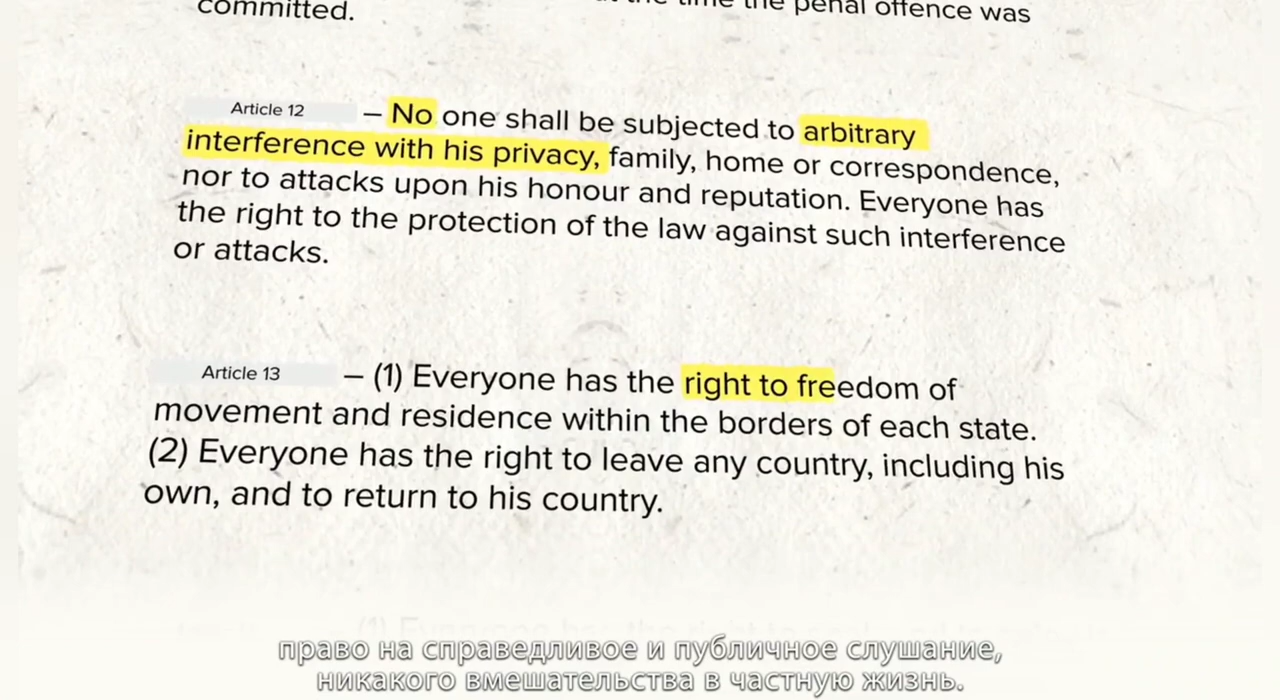 the penal offence was
committed.
Article 12 – No one shall be subjected to arbitrary
interference with his privacy, family, home or correspondence,
nor to attacks upon his honour and reputation. Everyone has
the right to the protection of the law against such interference
or attacks.
Article 13 – (1) Everyone has the right to freedom of
movement and residence within the borders of each state.
(2) Everyone has the right to leave any country, including his
own, and to return to his country.
право на справедливое и публичное слушание,
никакого вмешательства в частную жизнь.